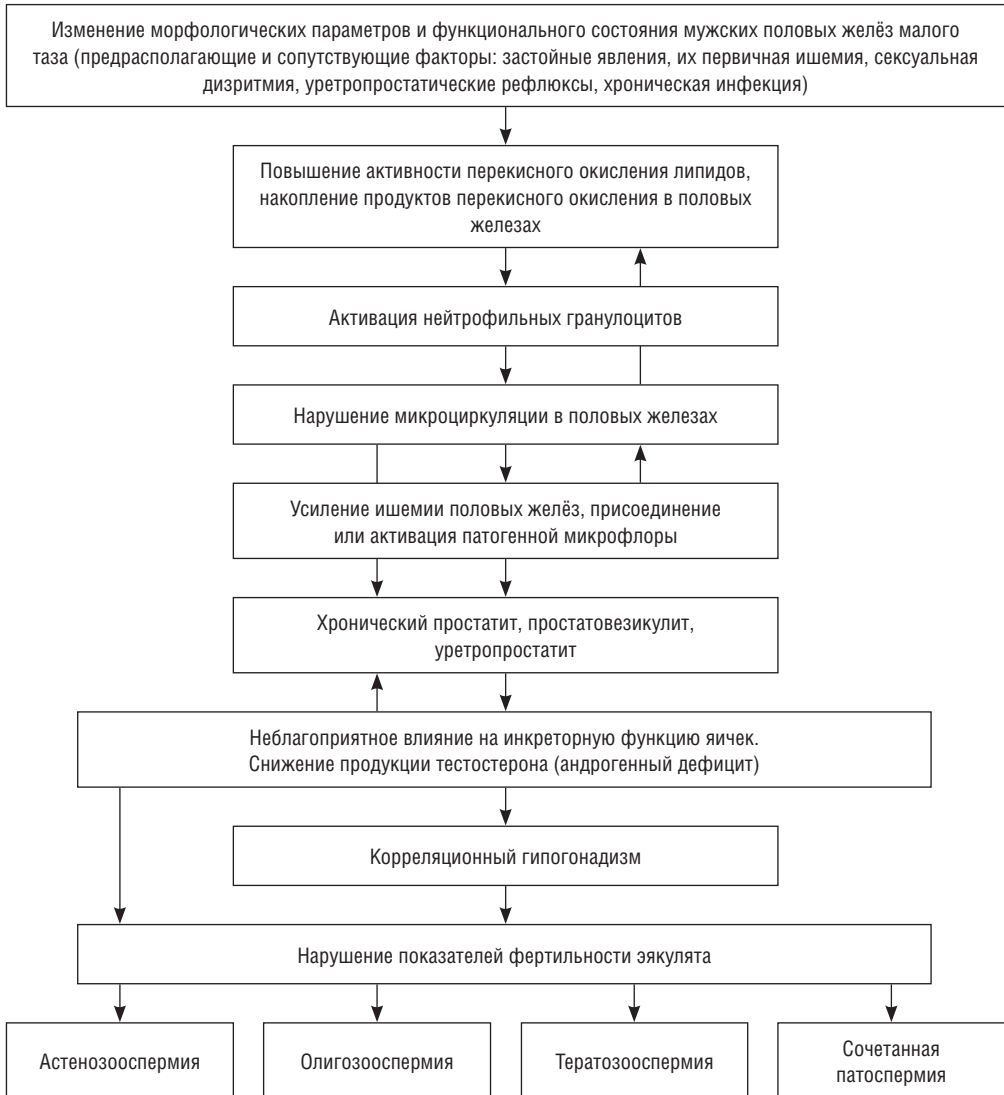 Изменение морфологических параметров и функционального состояния мужских половых желёз малого
таза (предрасполагающие и сопутствующие факторы: застойные явления, их первичная ишемия, сексуальная
дизритмия, уретропростатические рефлюксы, хроническая инфекция)
Повышение активности перекисного окисления липидов,
накопление продуктов перекисного окисления в половых
железах
Активация нейтрофильных гранулоцитов
Нарушение микроциркуляции в половых железах
Усиление ишемии половых желёз, присоединение
или активация патогенной микрофлоры
Хронический простатит, простатовезикулит,
уретропростатит
Неблагоприятное влияние на инкреторную функцию яичек.
Снижение продукции тестостерона (андрогенный дефицит)
Корреляционный гипогонадизм
Нарушение показателей фертильности эякулята
Астенозооспермия
Олигозооспермия
Тератозооспермия
Сочетанная
патоспермия